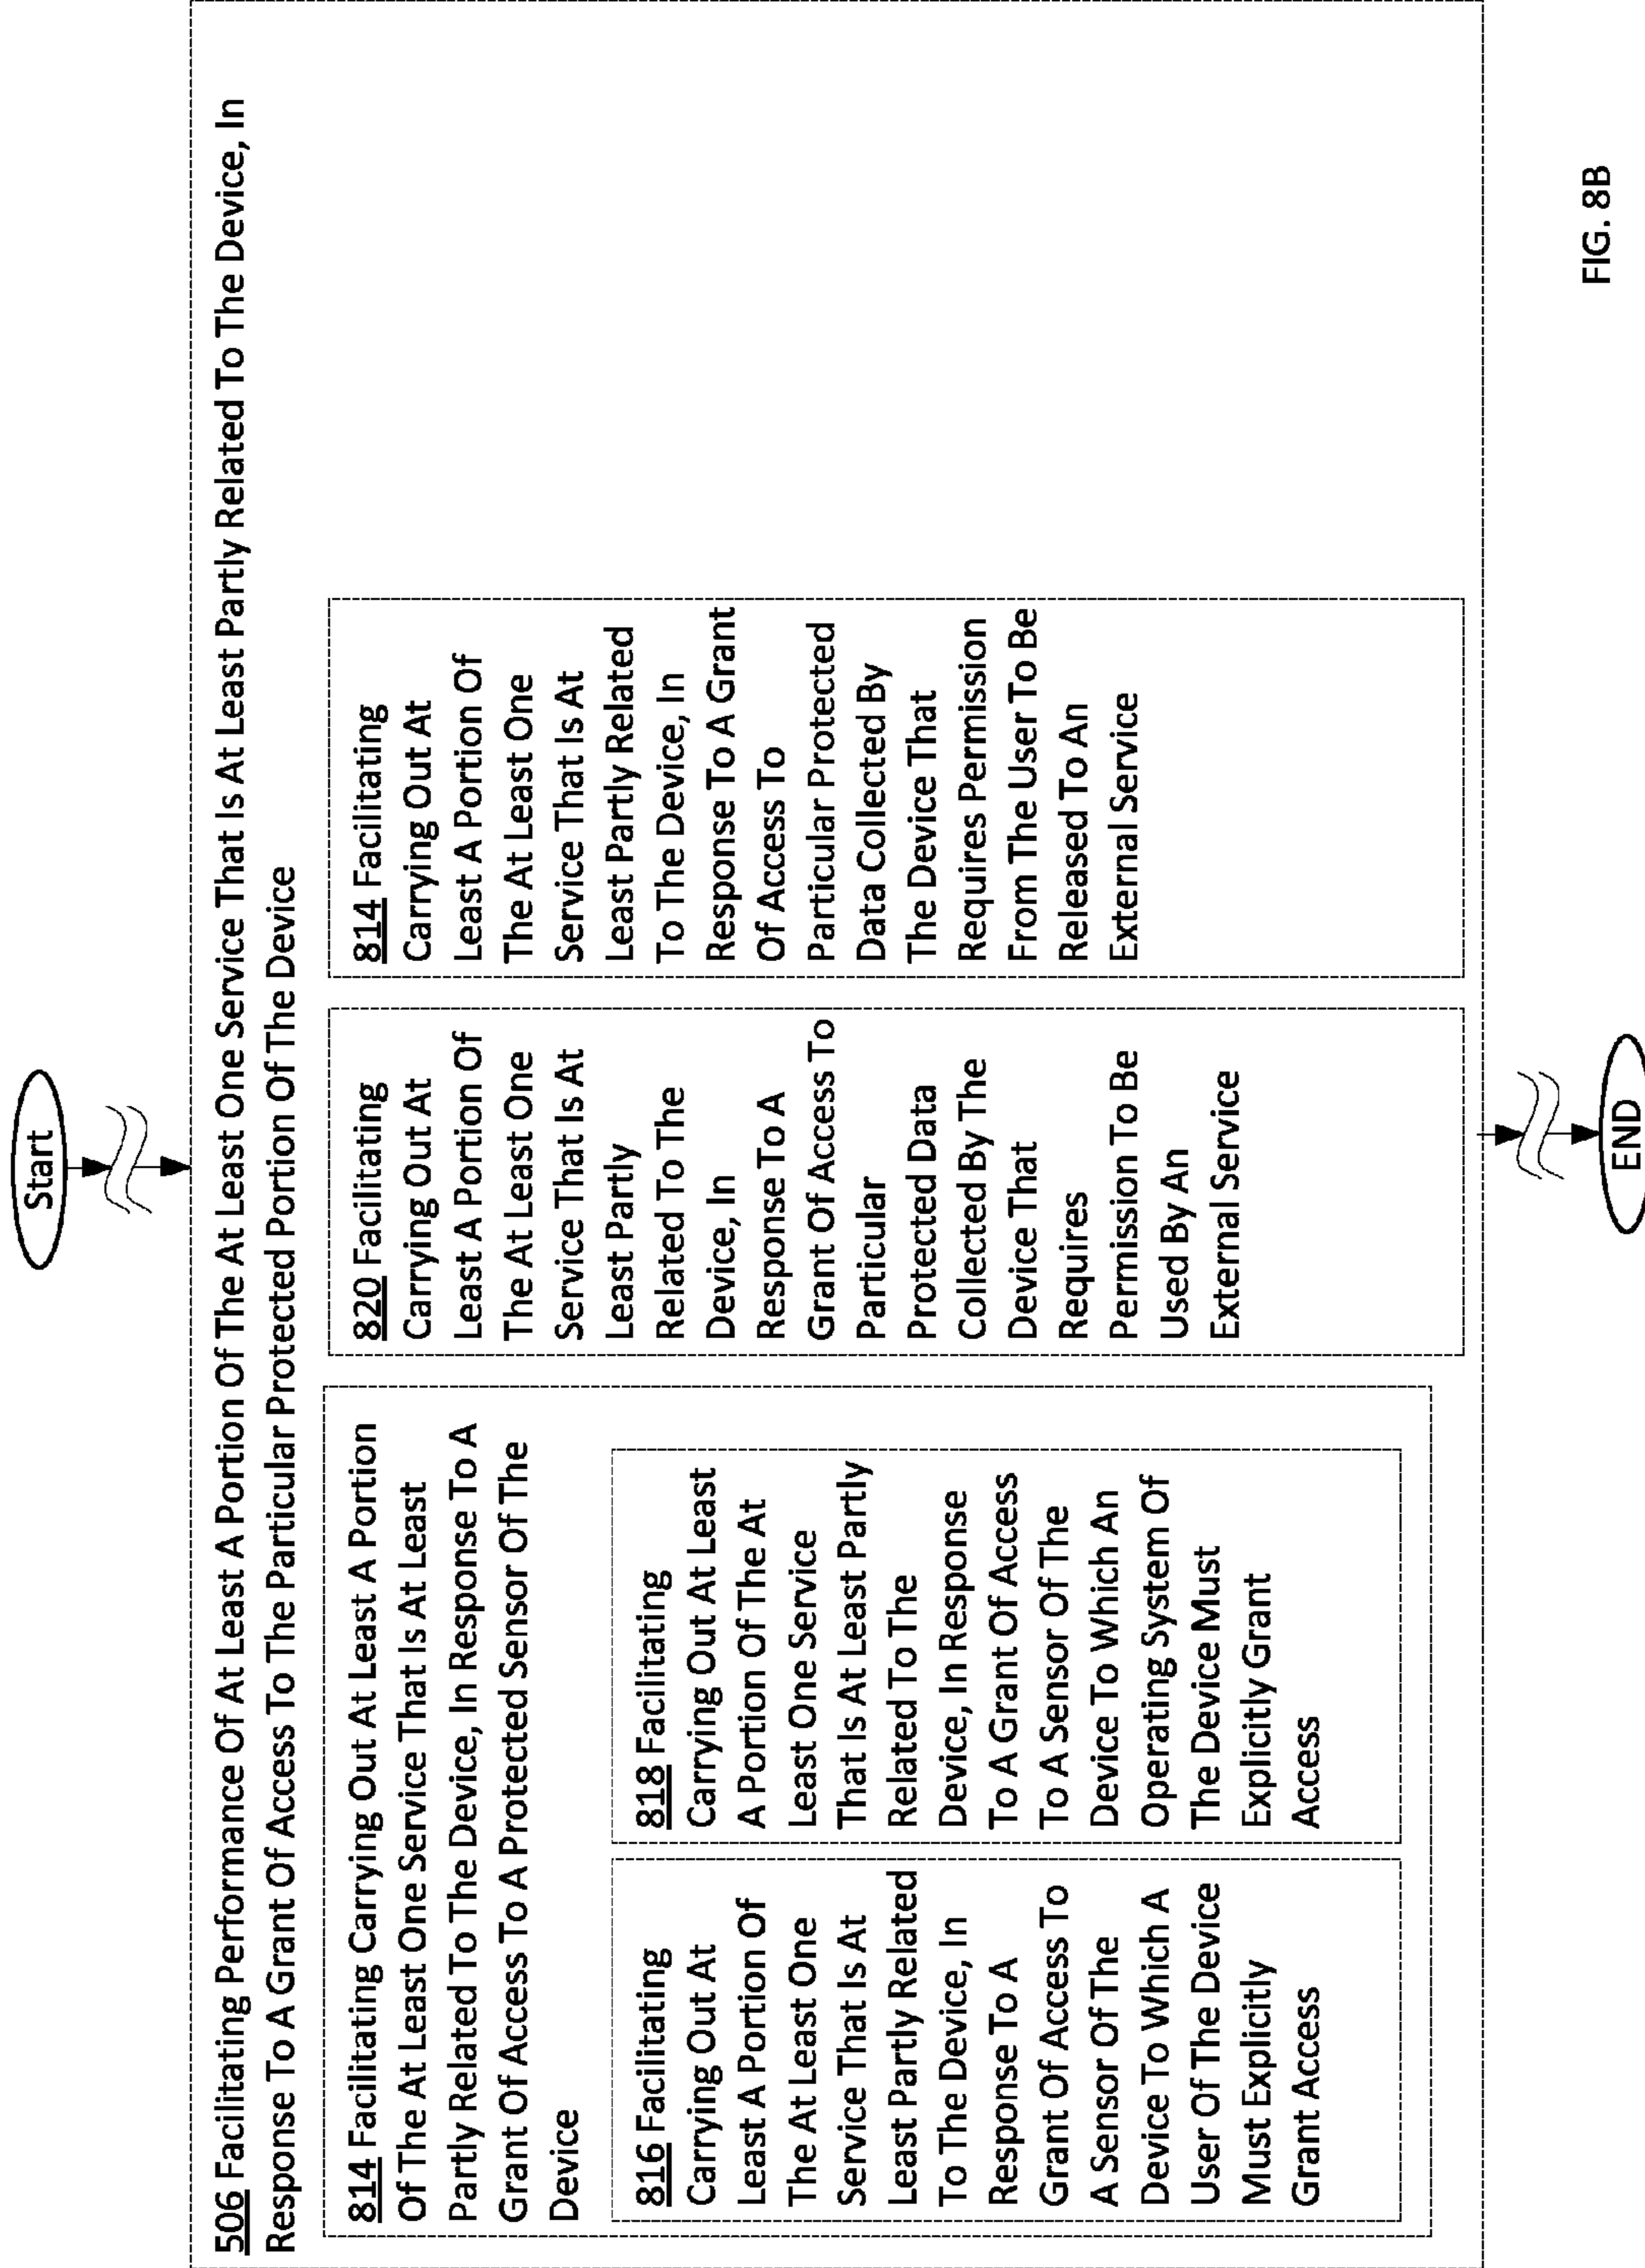 Start
506 Facilitating Performance Of At Least A Portion Of The At Least One Service That Is At Least Partly Related To The Device, In
Response To A Grant Of Access To The Particular Protected Portion Of The Device
814 Facilitating Carrying Out At Least A Portion
Of The At Least One Service That Is At Least
Partly Related To The Device, In Response To A
Grant Of Access To A Protected Sensor Of The
Device
816 Facilitating
Carrying Out At
Least A Portion Of
The At Least One
Service That Is At
Least Partly Related
To The Device, In
Response To A
Grant Of Access To
A Sensor Of The
Device To Which A
User Of The Device
Must Explicitly
Grant Access
818 Facilitating
Carrying Out At Least
A Portion Of The At
Least One Service
That Is At Least Partly
Related To The
Device, In Response
To A Grant Of Access
To A Sensor Of The
Device To Which An
Operating System Of
The Device Must
Explicitly Grant
Access
820 Facilitating
Carrying Out At
Least A Portion Of
The At Least One
Service That Is At
Least Partly
Related To The
Device, In
Response To A
Grant Of Access To
Particular
Protected Data
Collected By The
Device That
Requires
Permission To Be
Used By An
External Service
814 Facilitating
Carrying Out At
Least A Portion Of
The At Least One
Service That Is At
Least Partly Related
To The Device, In
Response To A Grant
Of Access To
Particular Protected
Data Collected By
The Device That
Requires Permission
From The User To Be
Released To An
External Service
END
FIG. 8B